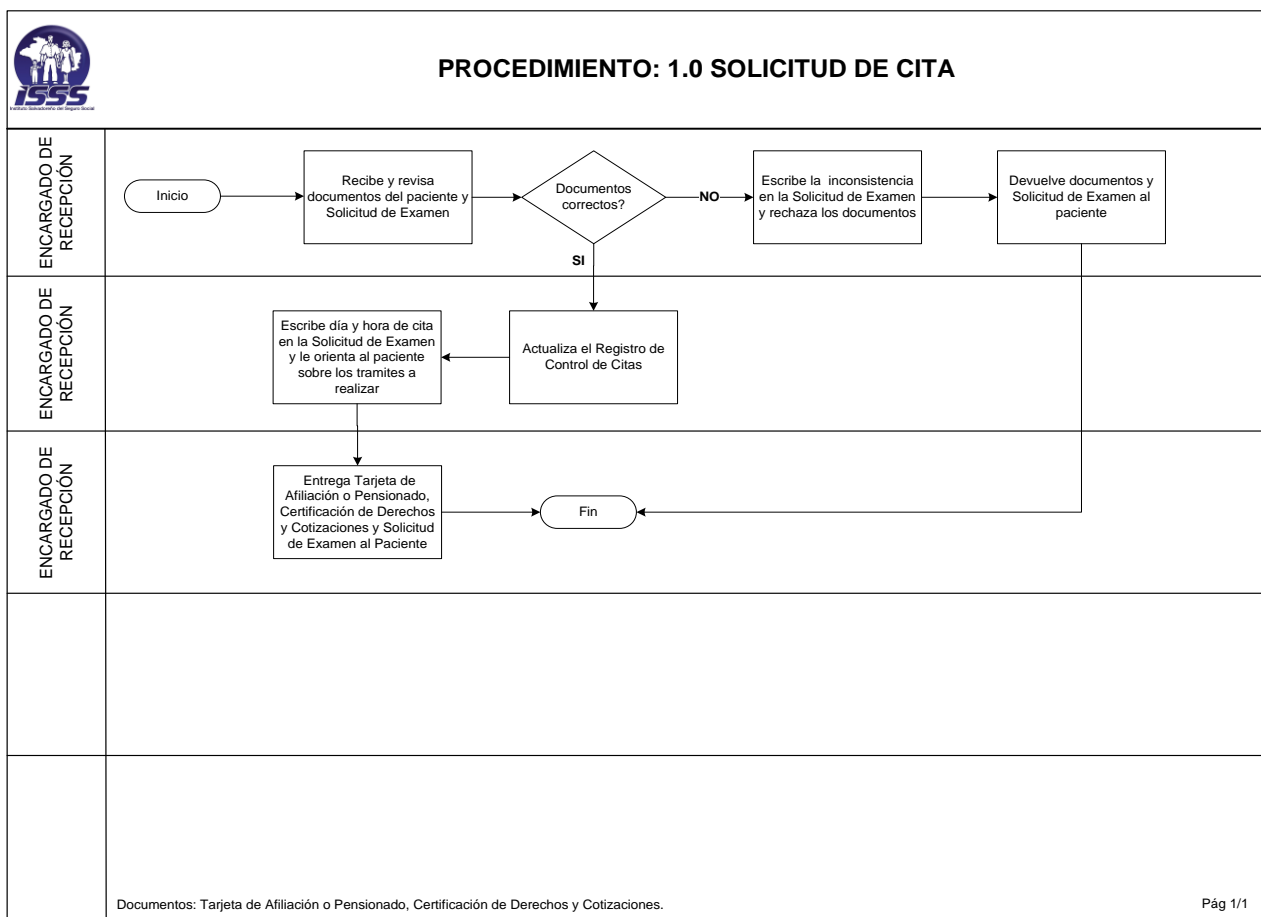 ISSS
Instituto Salvadoreño del Seguro Social
PROCEDIMIENTO: 1.0 SOLICITUD DE CITA
ENCARGADO DE
RECEPCIÓN
Inicio
Recibe y revisa
documentos del paciente y
Solicitud de Examen
Documentos
correctos?
NO
Escribe la inconsistencia
en la Solicitud de Examen
y rechaza los documentos
Devuelve documentos y
Solicitud de Examen al
paciente
SI
ENCARGADO DE
RECEPCIÓN
Escribe día y hora de cita
en la Solicitud de Examen
y le orienta al paciente
sobre los tramites a
realizar
Actualiza el Registro de
Control de Citas
ENCARGADO DE
RECEPCIÓN
Entrega Tarjeta de
Afiliación o Pensionado,
Certificación de Derechos
y Cotizaciones y Solicitud
de Examen al Paciente
Fin
Documentos: Tarjeta de Afiliación o Pensionado, Certificación de Derechos y Cotizaciones.
Pág 1/1